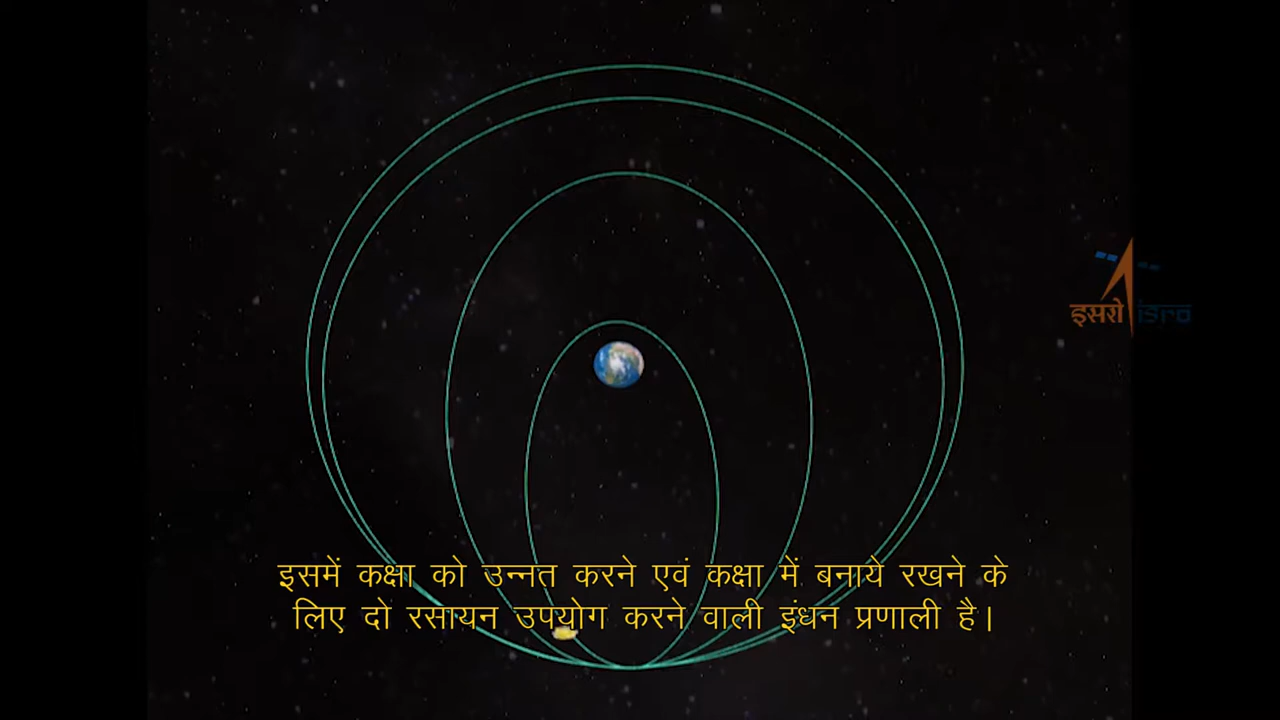 इसरो isro
इसमें कक्षा को उन्नत करने एवं कक्षा में बनाये रखने के
लिए दो रसायन उपयोग करने वाली इंधन प्रणाली है।